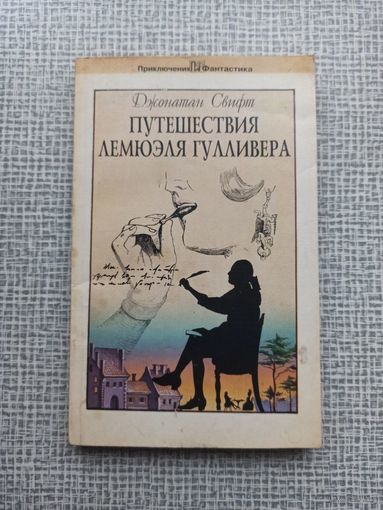 Приключения Фантастика
Джонатан Свифт
ПУТЕШЕСТВИЯ
ЛЕМЮЭЛЯ ГУЛЛИВЕРА